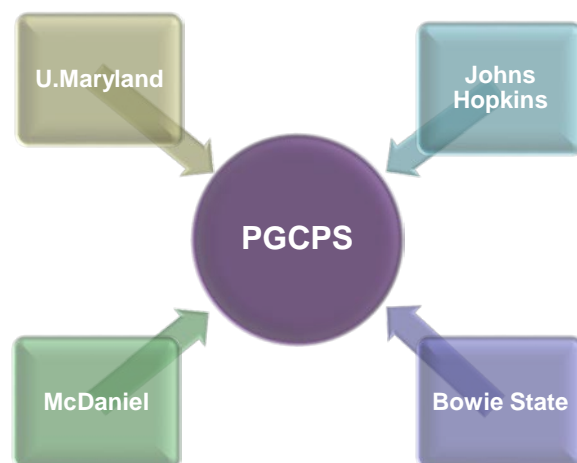 U.Maryland
Johns
Hopkins
PGCPS
McDaniel
Bowie State